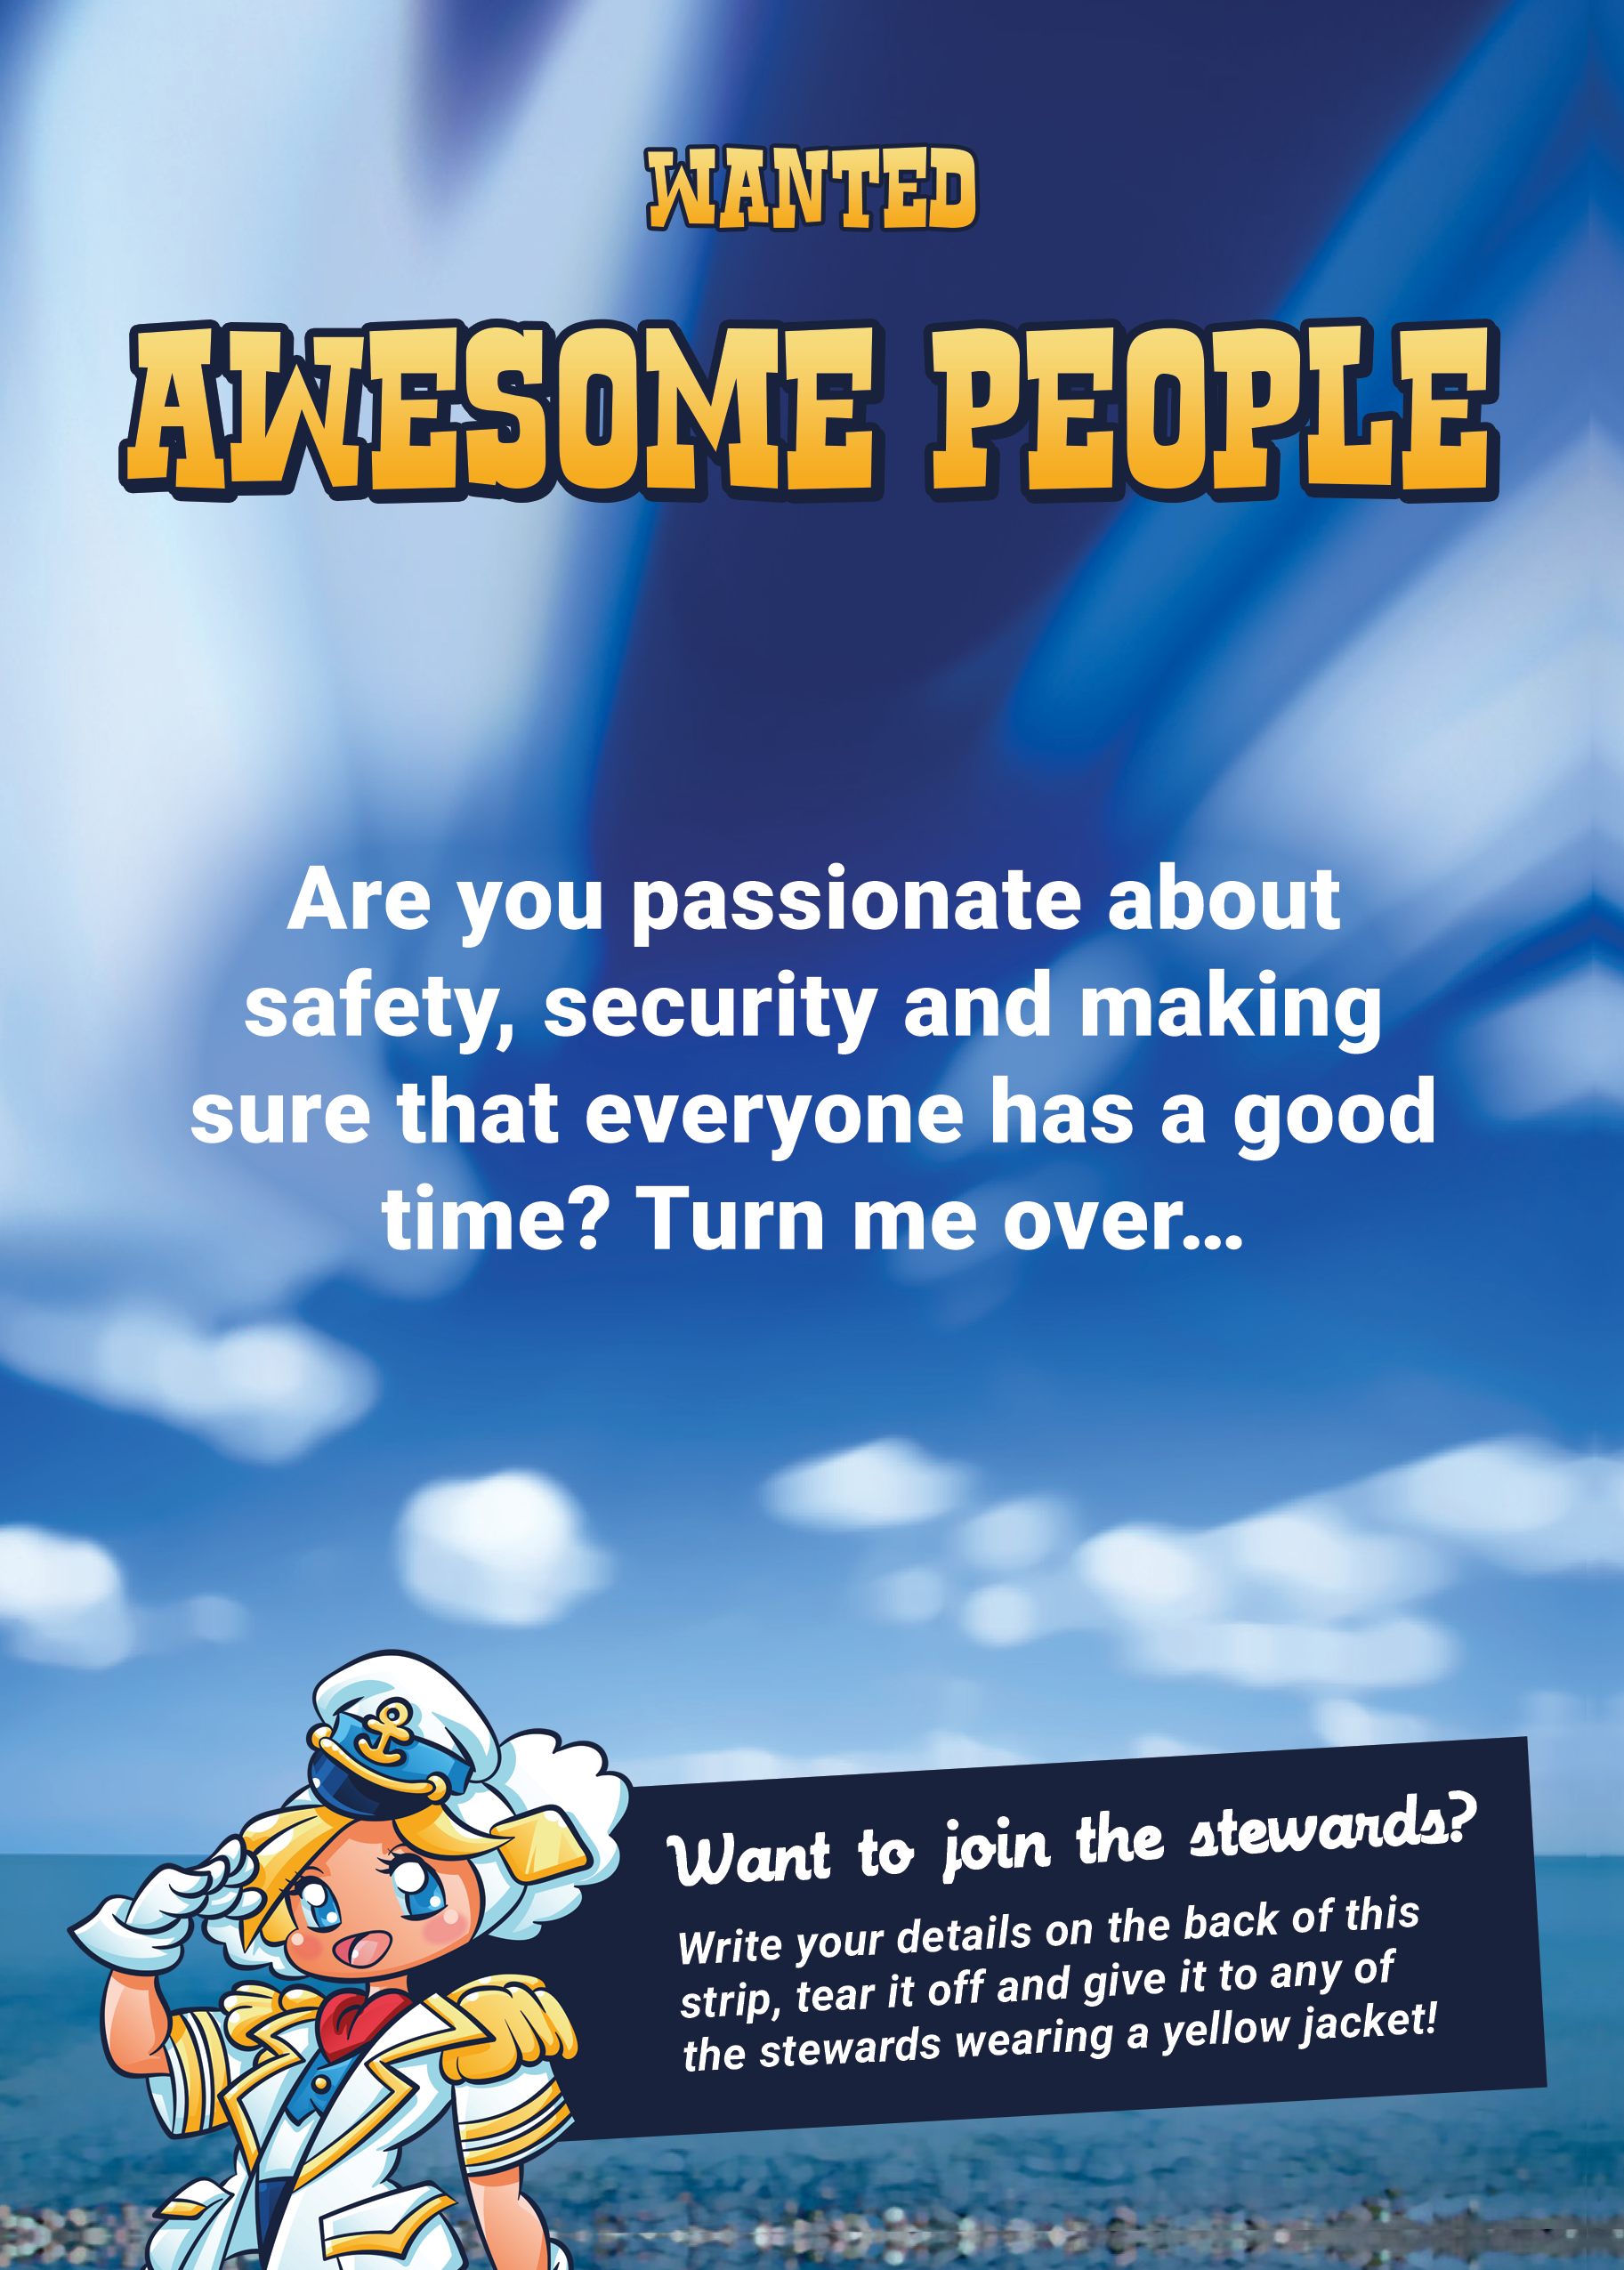 WANTED
AWESOME PEOPLE
Are you passionate about
safety, security and making
sure that everyone has a good
time? Turn me over...
Want to join the stewards?
Write your details on the back of this
strip, tear it off and give it to any of
the stewards wearing a yellow jacket!